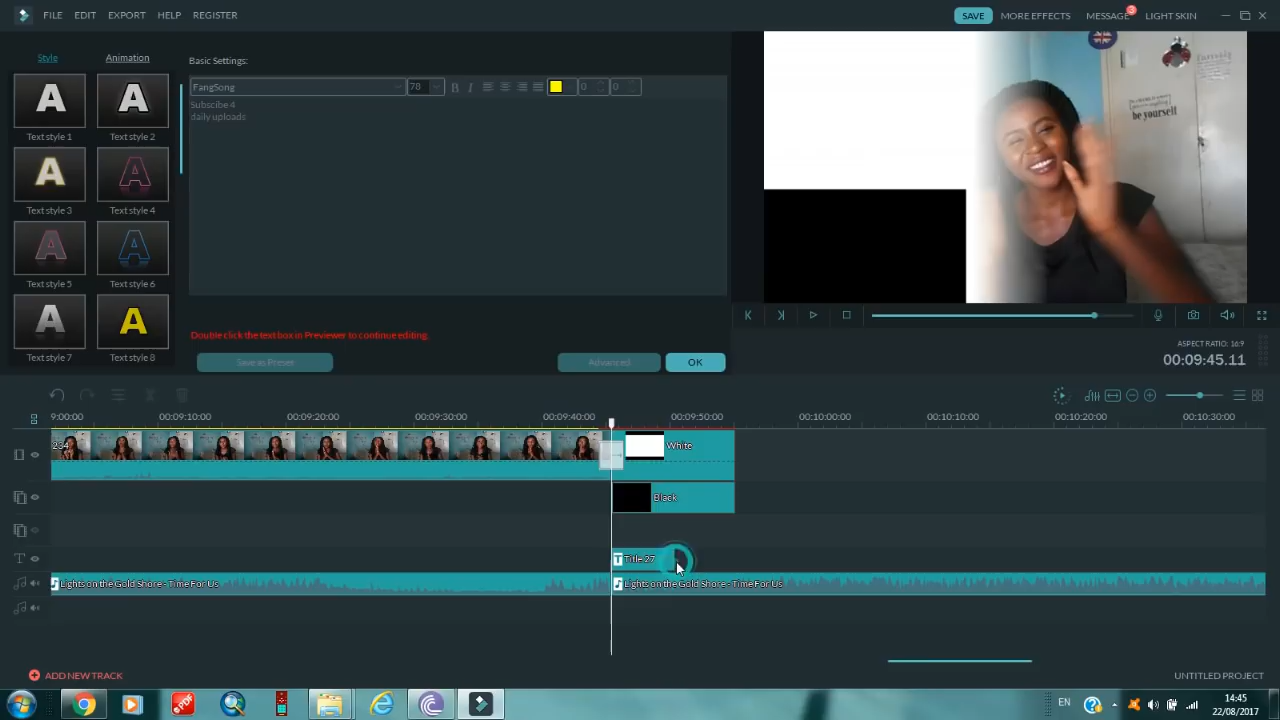 FILE EDIT EXPORT HELP REGISTER
SAVE MORE EFFECTS MESSAGE 3 LIGHT SKIN
Style Animation
Text style 1 Text style 2
Text style 3 Text style 4
Text style 5 Text style 6
Text style 7 Text style 8
Basic Settings:
FangSong 78 B I 0 0
Subscibe 4
daily uploads
Double click the text box in Previewer to continue editing.
Save as Preset Advanced OK
be yourself
ASPECT RATIO: 16:9
00:09:45.11
9:00:00 00:09:10:00 00:09:20:00 00:09:30:00 00:09:40:00 00:09:50:00 00:10:00:00 00:10:10:00 00:10:20:00 00:10:30:00
234 White
Black
T Title 27
Lights on the Gold Shore - Time For Us Lights on the Gold Shore - Time For Us
ADD NEW TRACK UNTITLED PROJECT
PDF EN 14:45
22/08/2017